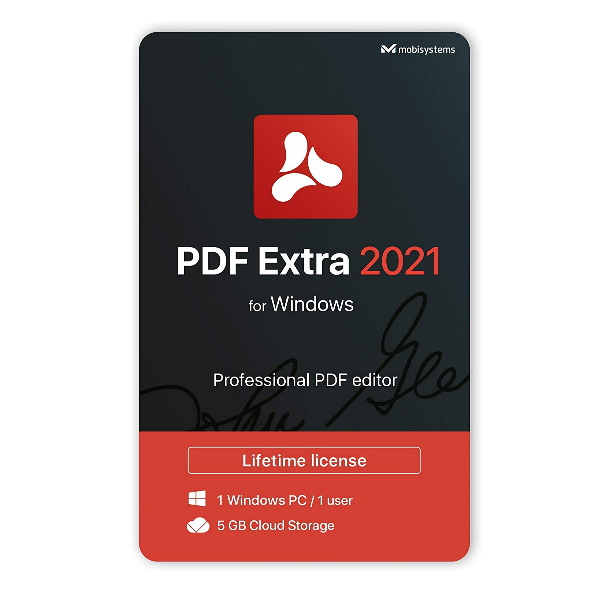 mobisystems
PDF Extra 2021
for Windows
Professional PDF editor
Lifetime license
1 Windows PC / 1 user
5 GB Cloud Storage